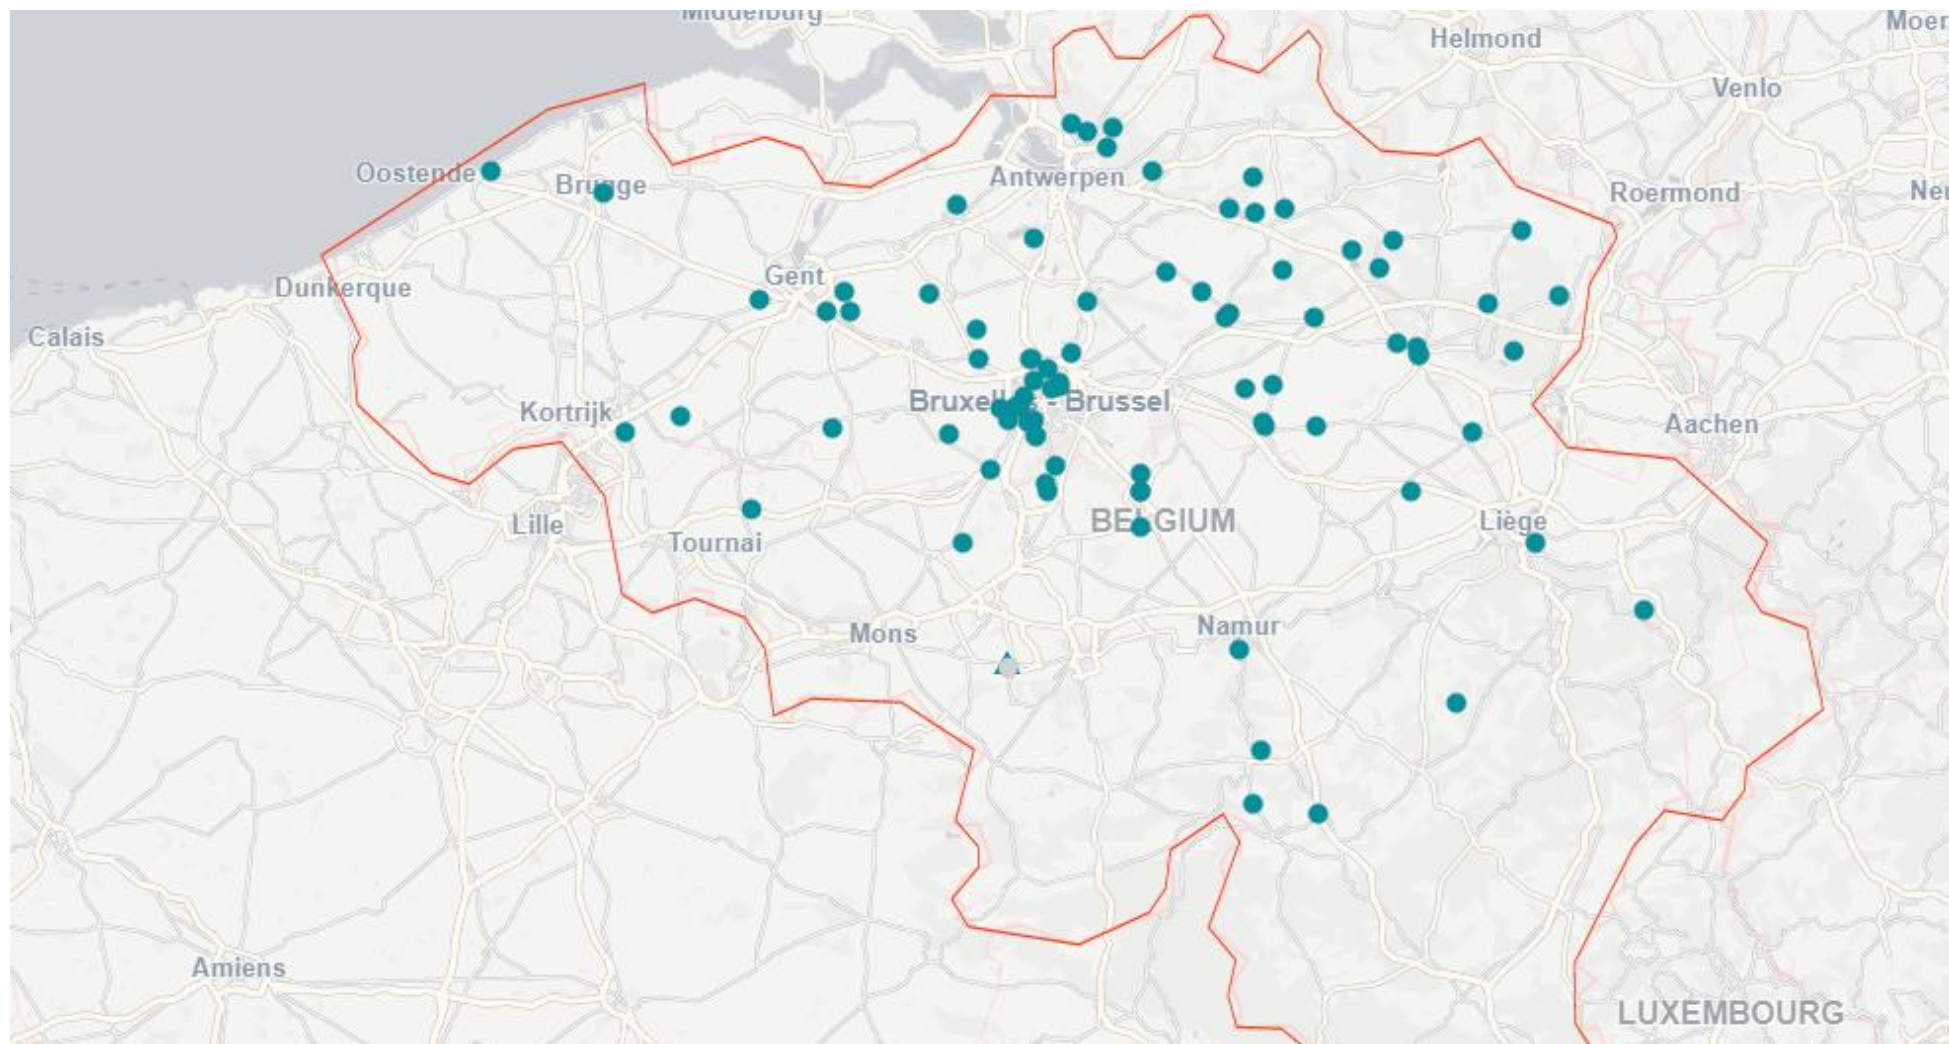 Middelburg
Moer
Helmond
Venlo
Oostende
Brugge
Antwerpen
Roermond
Neu
Gent
Dunkerque
Calais
Kortrijk
Bruxelles - Brussel
Aachen
Lille
Tournai
BELGIUM
Liège
Mons
Namur
Amiens
LUXEMBOURG